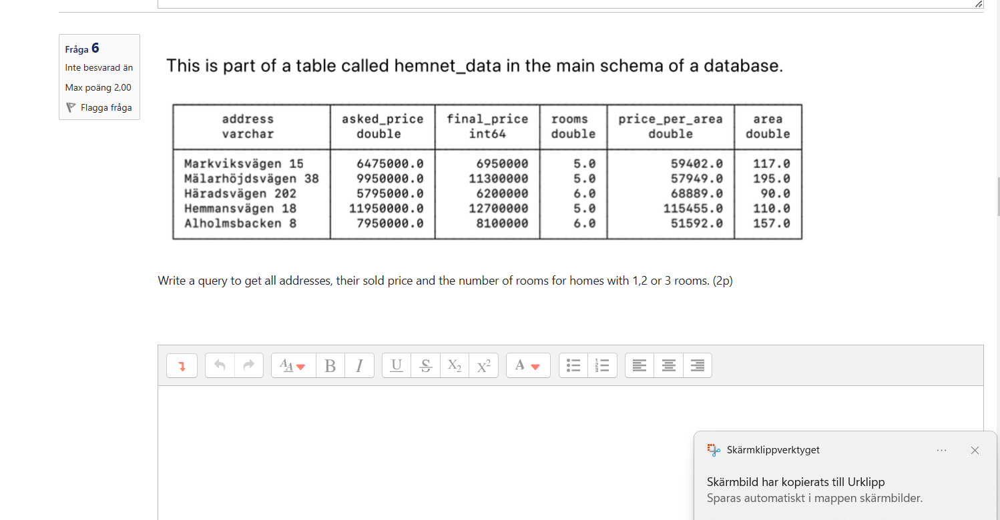 Fråga 6
Inte besvarad än
Max poäng 2,00
Flagga fråga
This is part of a table called hemnet_data in the main schema of a database.
address asked_price final_price rooms price_per_area area
varchar double int64 double double double
Markviksvägen 15 6475000.0 6950000 5.0 59402.0 117.0
Mälarhöjdsvägen 38 9950000.0 11300000 5.0 57949.0 195.0
Häradsvägen 202 5795000.0 6200000 6.0 68889.0 90.0
Hemmansvägen 18 11950000.0 12700000 5.0 115455.0 110.0
Alholmsbacken 8 7950000.0 8100000 6.0 51592.0 157.0
Write a query to get all addresses, their sold price and the number of rooms for homes with 1,2 or 3 rooms. (2p)
AA B I U S X2 X2 A
Skärmklippverktyget
Skärmbild har kopierats till Urklipp
Sparas automatiskt i mappen skärmbilder.